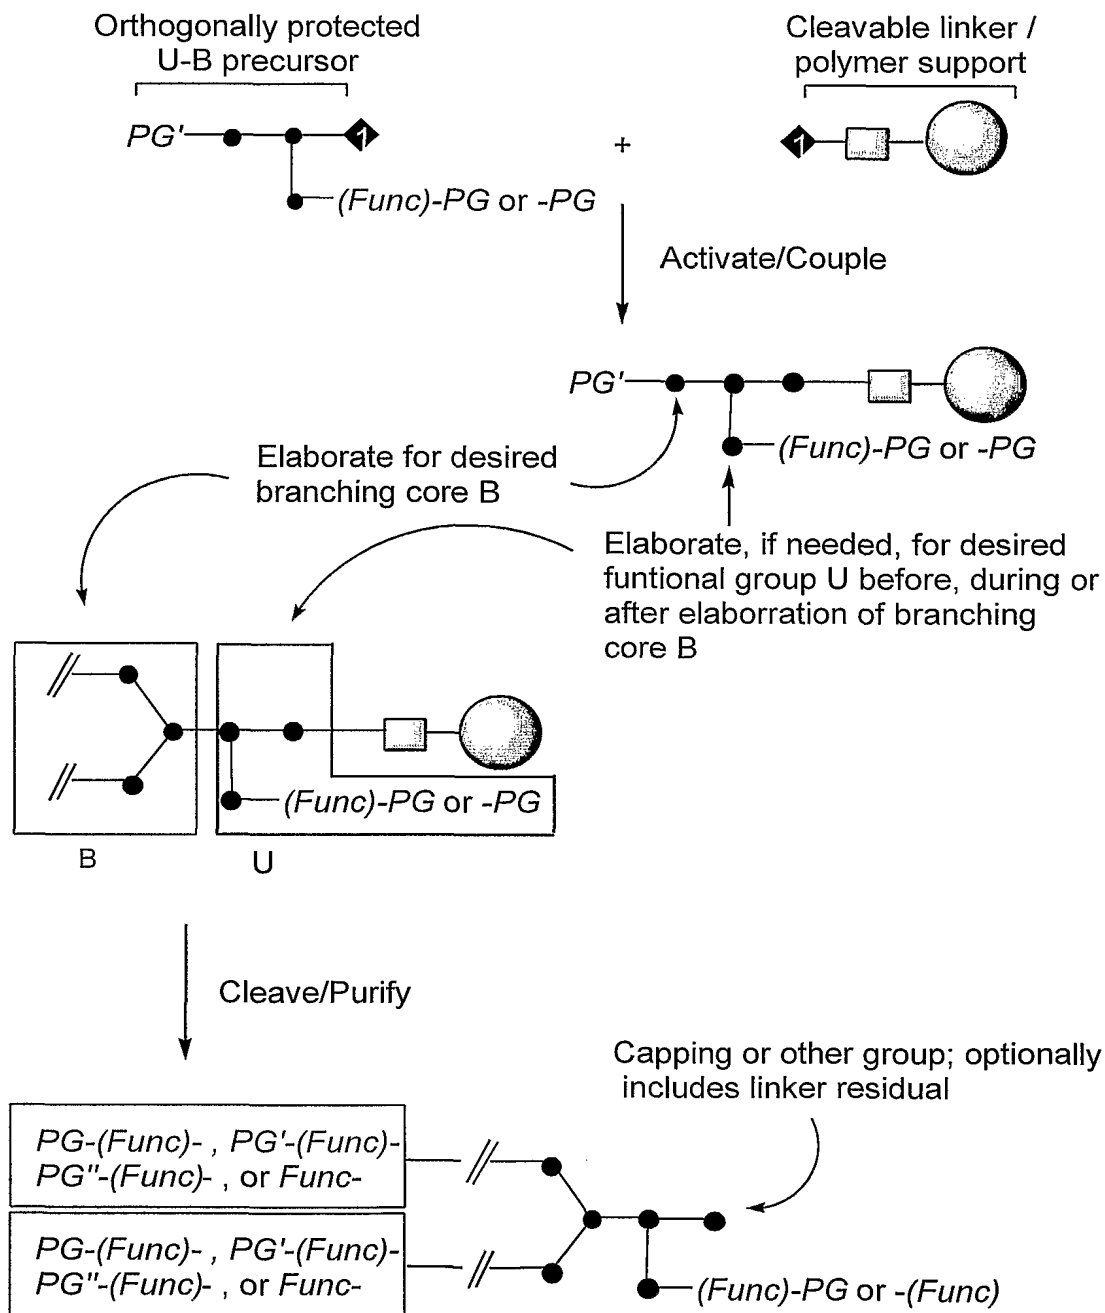 Orthogonally protected
U-B precursor
Cleavable linker /
polymer support
PG'
1
+
1
(Func)-PG or -PG
Activate/Couple
PG'
(Func)-PG or -PG
Elaborate for desired
branching core B
Elaborate, if needed, for desired
funtional group U before, during or
after elaborration of branching
core B
(Func)-PG or -PG
B
U
Cleave/Purify
Capping or other group; optionally
includes linker residual
PG-(Func)- , PG'-(Func)-
PG"-(Func)- , or Func-
PG-(Func)- , PG'-(Func)-
PG"-(Func)- , or Func-
(Func)-PG or -(Func)